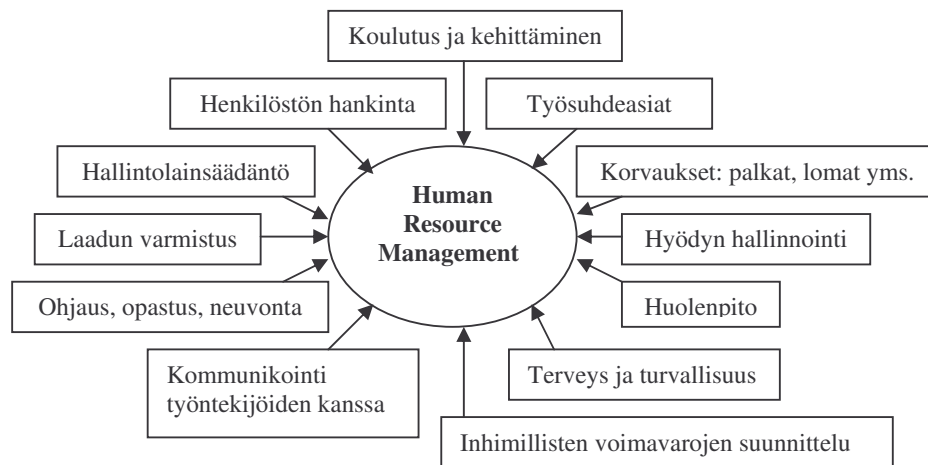 Koulutus ja kehittäminen
Henkilöstön hankinta
Työsuhdeasiat
Hallintolainsäädäntö
Human
Resource
Management
Korvaukset: palkat, lomat yms.
Laadun varmistus
Hyödyn hallinnointi
Ohjaus, opastus, neuvonta
Huolenpito
Kommunikointi
työntekijöiden kanssa
Terveys ja turvallisuus
Inhimillisten voimavarojen suunnittelu